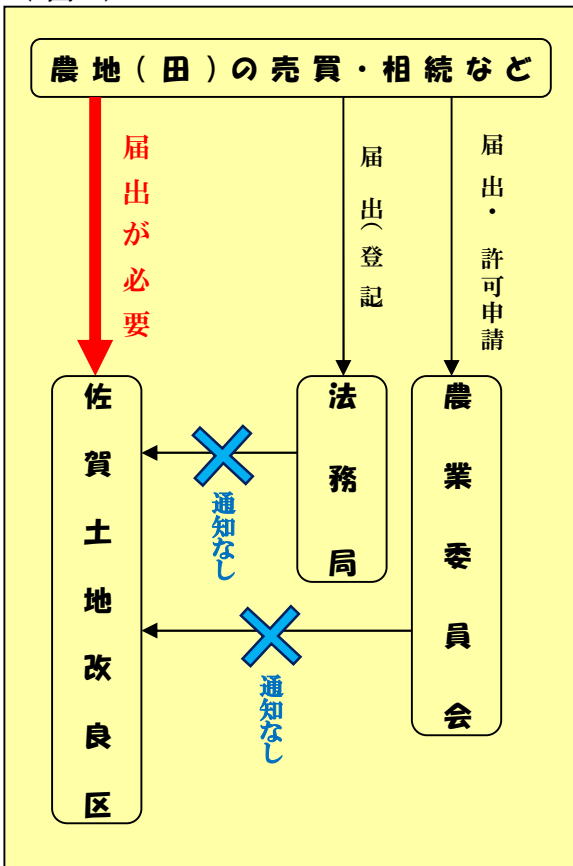 農地(田)の売買・相続など
届出が必要
届出(登記
届出・許可申請
佐賀土地改良区
法務局
農業委員会
通知なし
通知なし